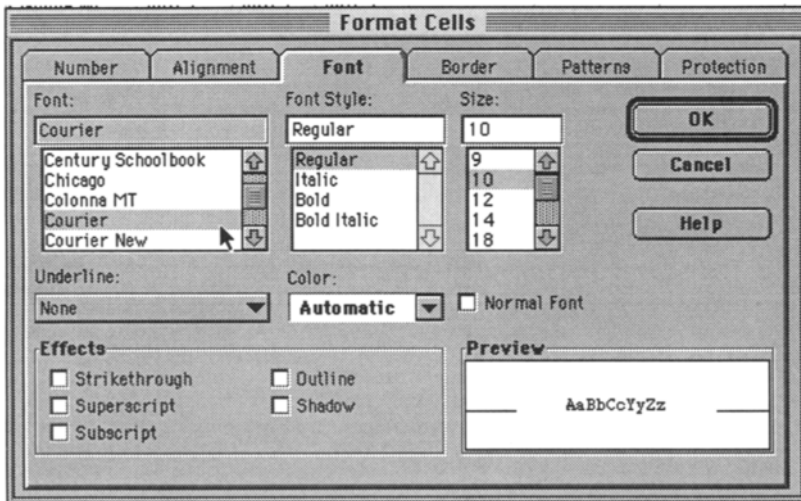 Format Cells
Number Alignment Font Border Patterns Protection
Font: Font Style: Size:
Courier Regular 10 OK
Century Schoolbook Regular 9
Chicago Italic 10 Cancel
Colonna MT Bold 12
Courier Bold Italic 14 Help
Courier New 18
Underline: Color:
None Automatic Normal Font
Effects Preview
Strikethrough Outline
Superscript Shadow AaBbCcYyZz
Subscript